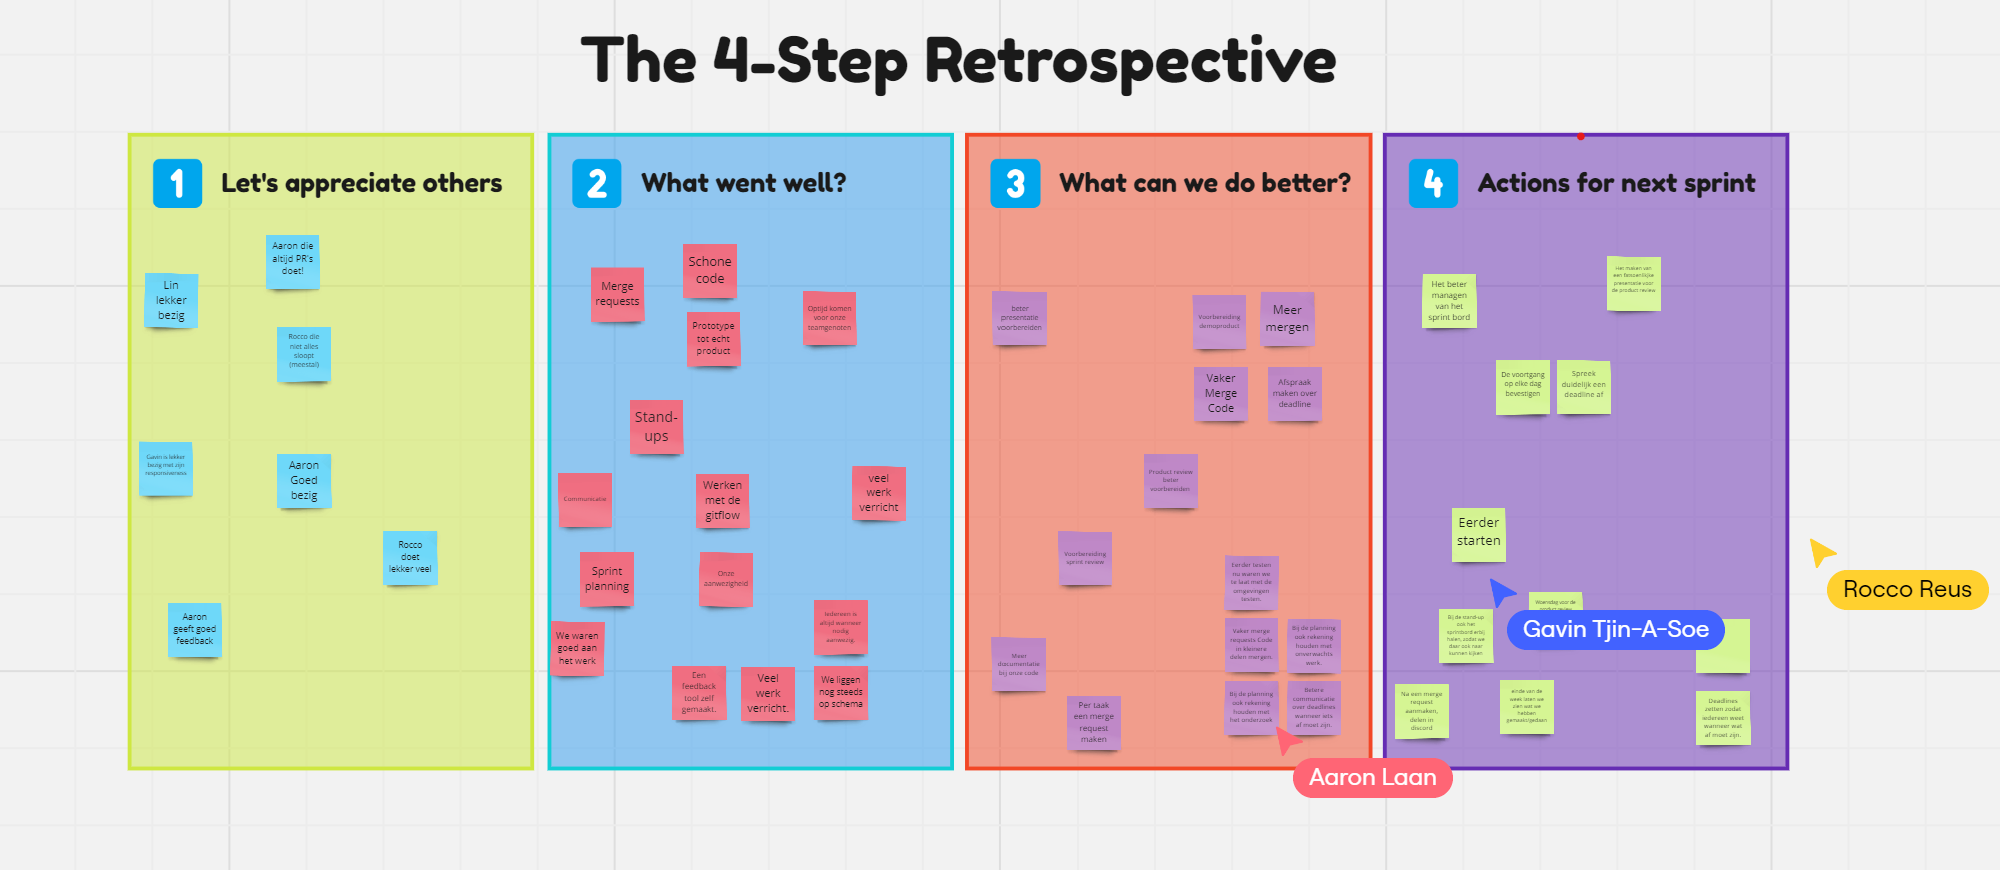 The 4-Step Retrospective
1 Let's appreciate others
Aaron die
altijd PR's
doet!
Lin
lekker
bezig
Rocco die
niet alles
sloopt
(meestal)
Gavin is lekker
bezig met zijn
responsiveness
Aaron
Goed
bezig
Rocco
doet
lekker veel
Aaron
geeft goed
feedback
2 What went well?
Schone
code
Merge
requests
Optijd komen
voor onze
teamgenoten
Prototype
tot echt
product
Stand-
ups
Communicatie
Werken
met de
gitflow
veel
werk
verricht
Sprint
planning
Onze
aanwezigheid
Iedereen is
altijd wanneer
nodig
aanwezig.
We waren
goed aan
het werk
Een
feedback
tool zelf
gemaakt.
Veel
werk
verricht.
We liggen
nog steeds
op schema
3 What can we do better?
beter
presentatie
voorbereiden
Voorbereiding
demoproduct
Meer
mergen
Vaker
Merge
Code
Afspraak
maken over
deadline
Product review
beter
voorbereiden
Voorbereiding
sprint review
Eerder testen
nu waren we
te laat met de
omgevingen
testen.
Vaker merge
requests Code
in kleinere
delen mergen.
Bij de planning
ook rekening
houden met
onverwachts
werk.
Meer
documentatie
bij onze code
Per taak
een merge
request
maken
Bij de planning
ook rekening
houden met
het onderzoek
Betere
communicatie
over deadlines
wanneer iets
af moet zijn.
Aaron Laan
4 Actions for next sprint
Het maken van
een
presentatie voor
de product review
Het beter
managen
van het
sprint bord
De voortgang
op elke dag
bevestigen
Spreek
duidelijk een
deadline af
Eerder
starten
Woensdag voor de
Gavin Tjin-A-Soe
Bij de stand-up
ook het
sprintbord erbij
halen, zodat we
daar ook naar
kunnen kijken
Na een merge
request
aanmaken,
delen in
discord
einde van de
week laten we
zien wat we
hebben
gemaakt/gedaan
Deadlines
zetten zodat
iedereen weet
wanneer wat
af moet zijn.
Rocco Reus